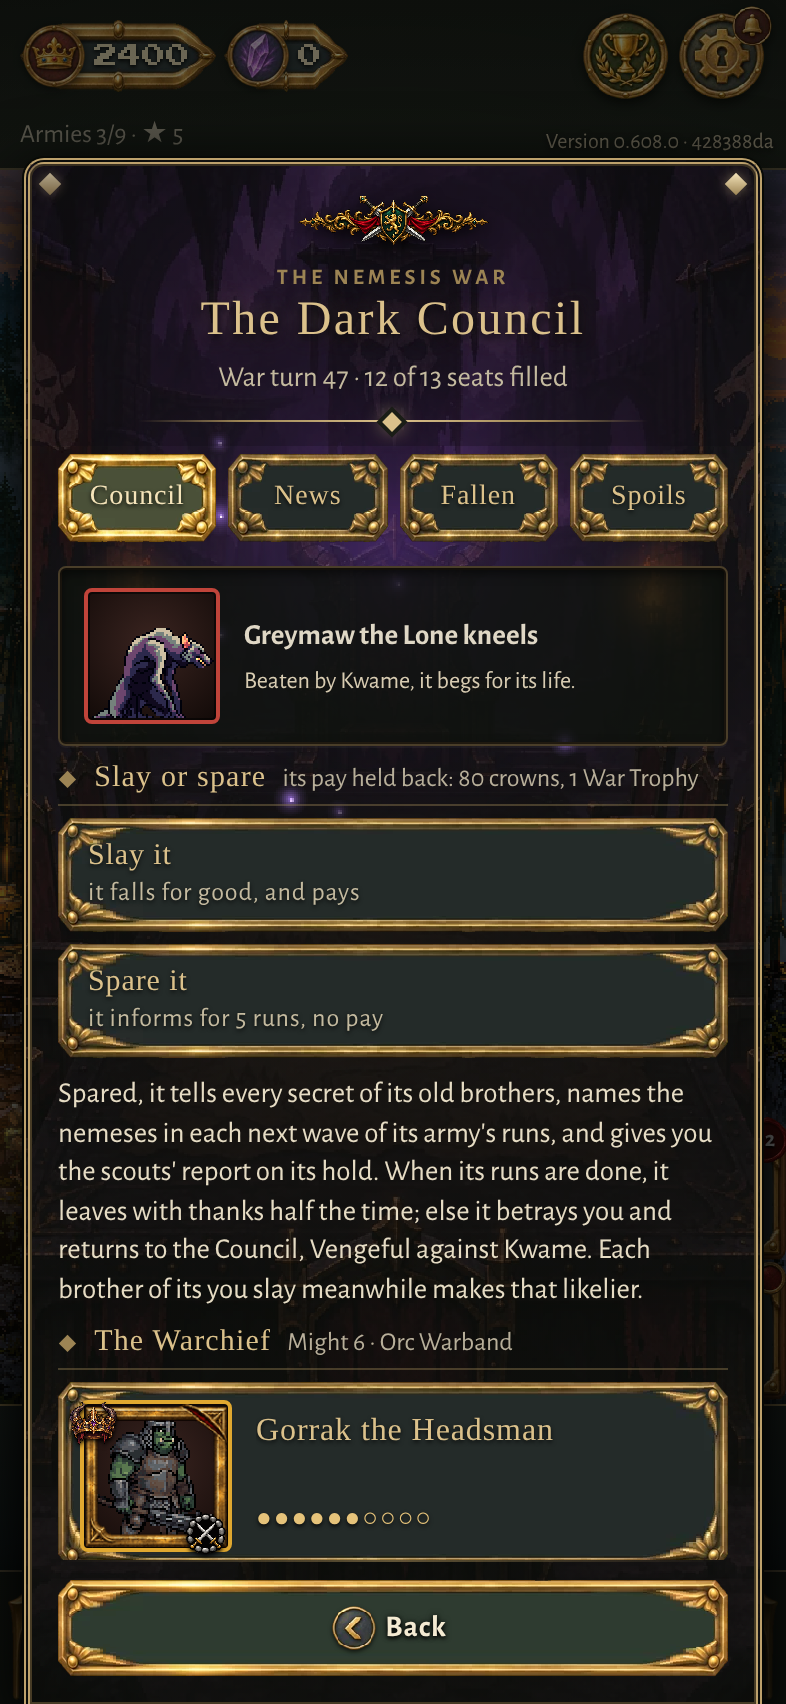 2400
0
Armies 3/9 · ★ 5
Version 0.608.0 · 428388da
THE NEMESIS WAR
The Dark Council
War turn 47 · 12 of 13 seats filled
Council
News
Fallen
Spoils
Greymaw the Lone kneels
Beaten by Kwame, it begs for its life.
Slay or spare its pay held back: 80 crowns, 1 War Trophy
Slay it
it falls for good, and pays
Spare it
it informs for 5 runs, no pay
Spared, it tells every secret of its old brothers, names the
nemeses in each next wave of its army's runs, and gives you
the scouts' report on its hold. When its runs are done, it
leaves with thanks half the time; else it betrays you and
returns to the Council, Vengeful against Kwame. Each
brother of its you slay meanwhile makes that likelier.
2
The Warchief Might 6 · Orc Warband
Gorrak the Headsman
Back